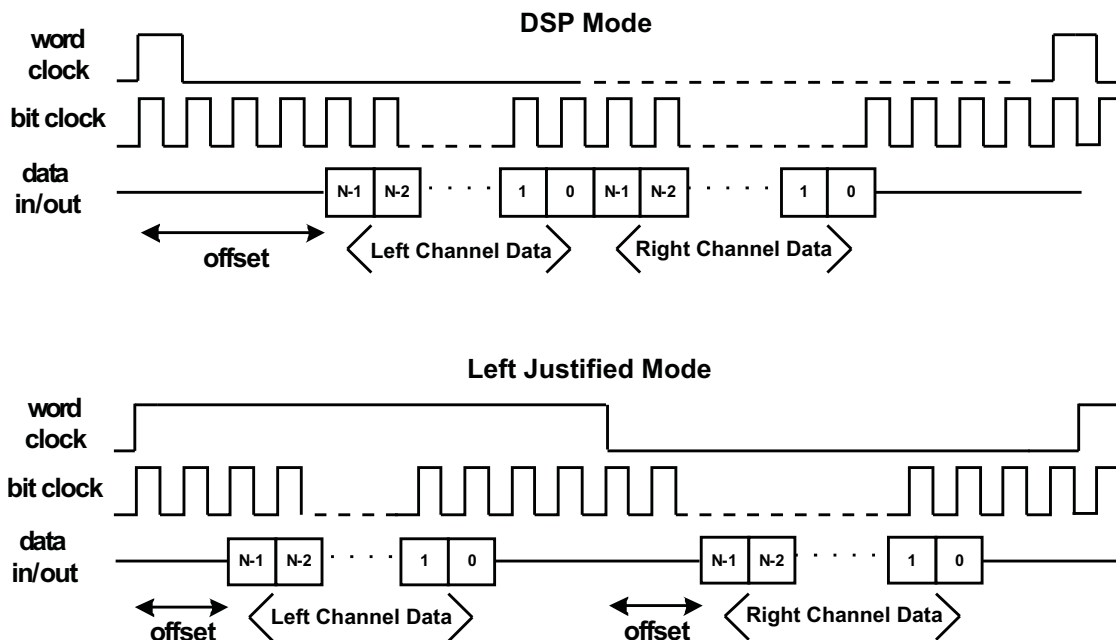 DSP Mode
word
clock
bit clock
data
in/out
N-1 N-2 1 0 N-1 N-2 1 0
offset
Left Channel Data
Right Channel Data
Left Justified Mode
word
clock
bit clock
data
in/out
N-1 N-2 1 0 N-1 N-2 1 0
offset
Left Channel Data
offset
Right Channel Data